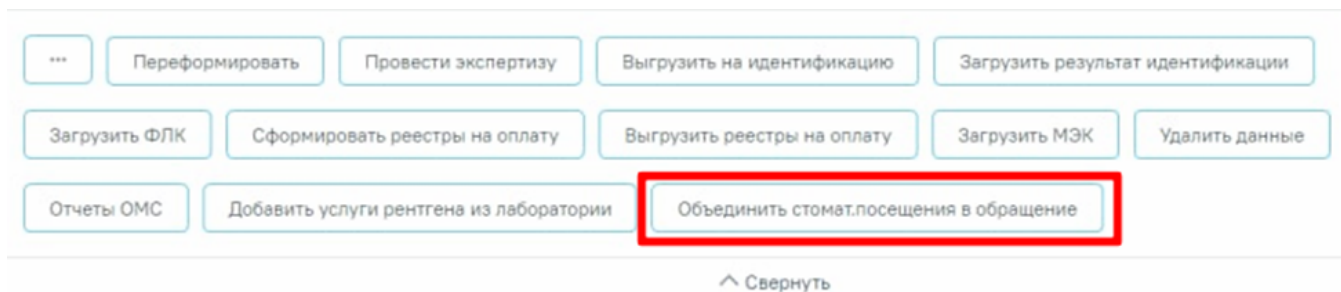 ... Переформировать Провести экспертизу Выгрузить на идентификацию Загрузить результат идентификации
Загрузить ФЛК Сформировать реестры на оплату Выгрузить реестры на оплату Загрузить МЭК Удалить данные
Отчеты ОМС Добавить услуги рентгена из лаборатории Объединить стомат.посещения в обращение
Свернуть